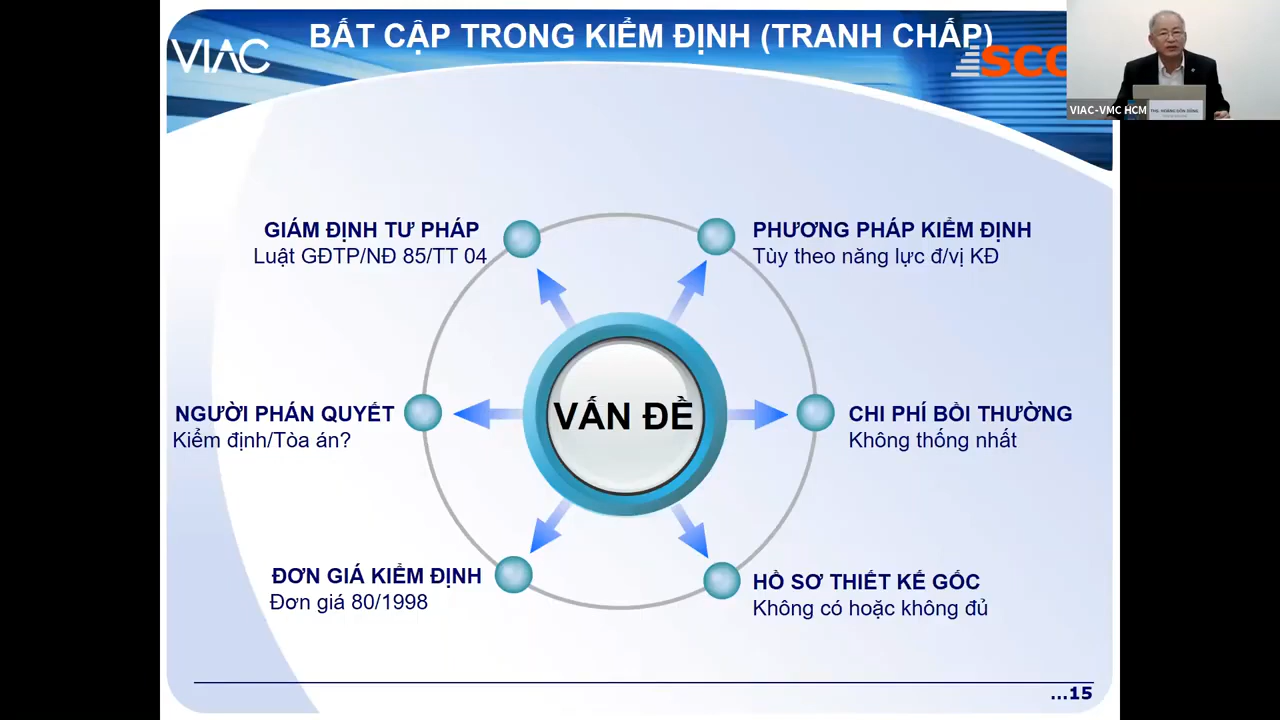 BẤT CẬP TRONG KIỂM ĐỊNH (TRANH CHẤP)
VIAC
SCC
VIAC-VMC HCM
GIÁM ĐỊNH TƯ PHÁP
Luật GĐTP/NĐ 85/TT 04
PHƯƠNG PHÁP KIỂM ĐỊNH
Tùy theo năng lực đ/vị KĐ
NGƯỜI PHÁN QUYẾT
Kiểm định/Tòa án?
VẤN ĐỀ
CHI PHÍ BỒI THƯỜNG
Không thống nhất
ĐƠN GIÁ KIỂM ĐỊNH
Đơn giá 80/1998
HỒ SƠ THIẾT KẾ GỐC
Không có hoặc không đủ
...15